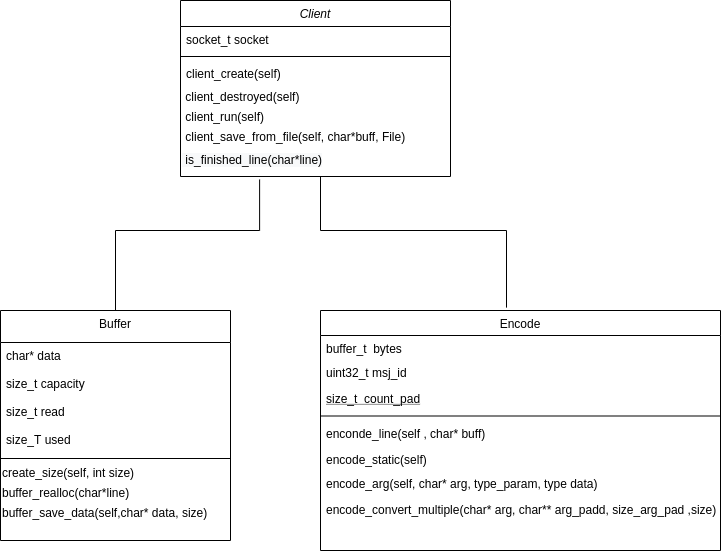 Client
socket_t socket
client_create(self)
client_destroyed(self)
client_run(self)
client_save_from_file(self, char*buff, File)
is_finished_line(char*line)
Buffer
char* data
size_t capacity
size_t read
size_T used
create_size(self, int size)
buffer_realloc(char*line)
buffer_save_data(self,char* data, size)
Encode
buffer_t bytes
uint32_t msj_id
size_t count_pad
enconde_line(self , char* buff)
encode_static(self)
encode_arg(self, char* arg, type_param, type data)
encode_convert_multiple(char* arg, char** arg_padd, size_arg_pad ,size)